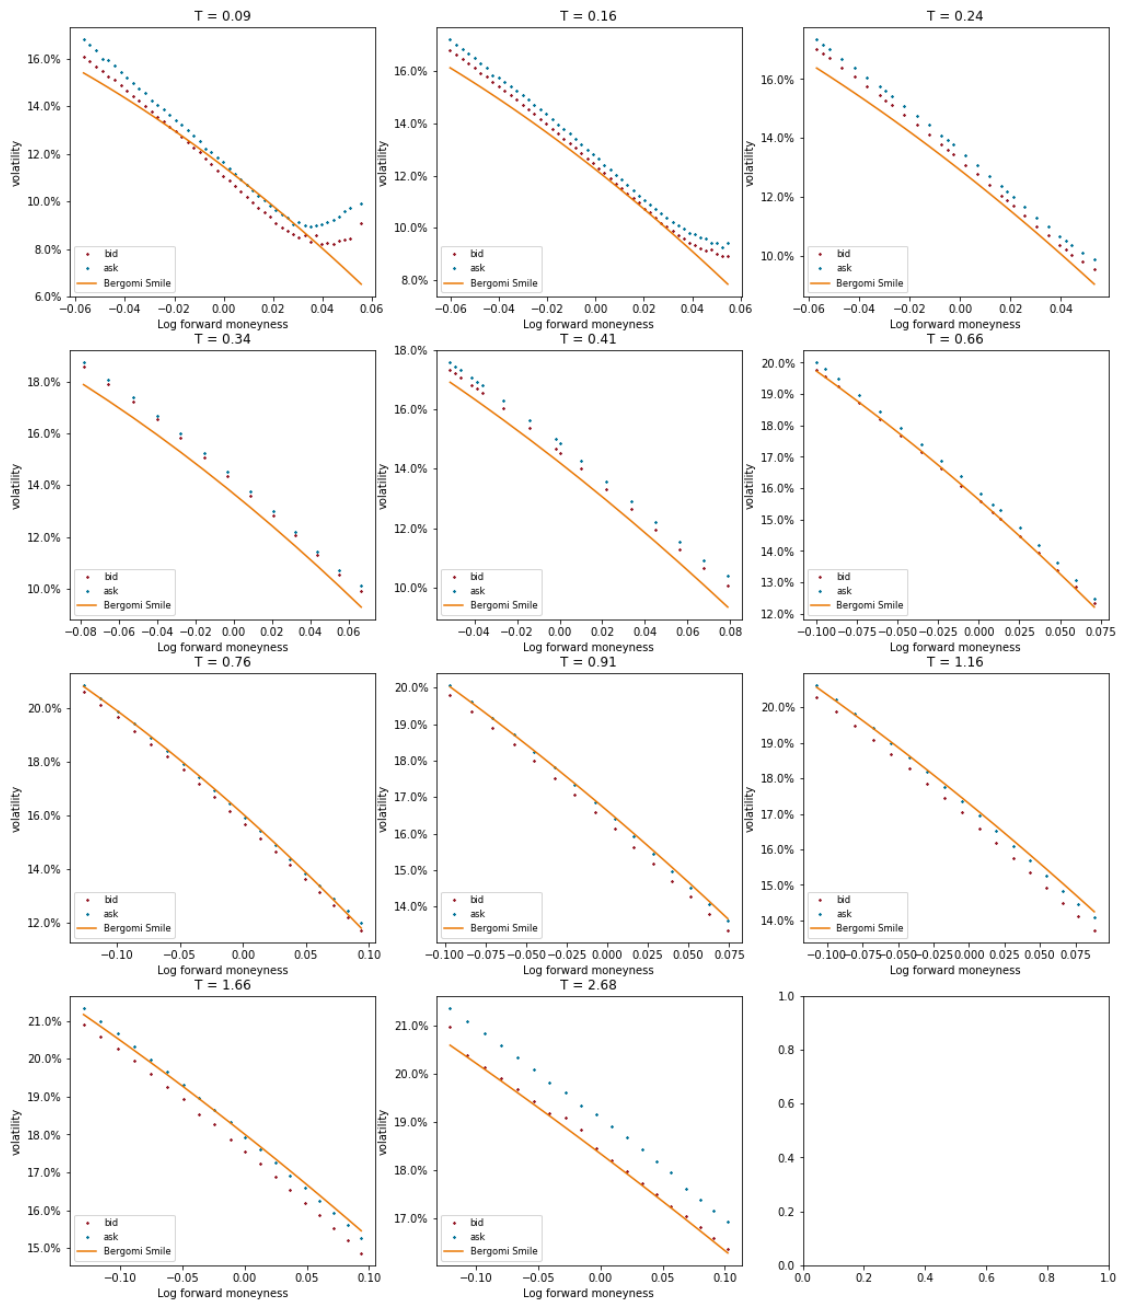 T = 0.09
volatility
16.0%
14.0%
12.0%
10.0%
8.0%
6.0%
bid
ask
Bergomi Smile
−0.06 −0.04 −0.02 0.00 0.02 0.04 0.06
Log forward moneyness
T = 0.16
volatility
16.0%
14.0%
12.0%
10.0%
8.0%
bid
ask
Bergomi Smile
−0.06 −0.04 −0.02 0.00 0.02 0.04 0.06
Log forward moneyness
T = 0.24
volatility
16.0%
14.0%
12.0%
10.0%
bid
ask
Bergomi Smile
−0.06 −0.04 −0.02 0.00 0.02 0.04
Log forward moneyness
T = 0.34
volatility
18.0%
16.0%
14.0%
12.0%
10.0%
bid
ask
Bergomi Smile
−0.08 −0.06 −0.04 −0.02 0.00 0.02 0.04 0.06
Log forward moneyness
T = 0.41
volatility
18.0%
16.0%
14.0%
12.0%
10.0%
bid
ask
Bergomi Smile
−0.04 −0.02 0.00 0.02 0.04 0.06 0.08
Log forward moneyness
T = 0.66
volatility
20.0%
19.0%
18.0%
17.0%
16.0%
15.0%
14.0%
13.0%
12.0%
bid
ask
Bergomi Smile
−0.100 −0.075 −0.050 −0.025 0.000 0.025 0.050 0.075
Log forward moneyness
T = 0.76
volatility
20.0%
18.0%
16.0%
14.0%
12.0%
bid
ask
Bergomi Smile
−0.10 −0.05 0.00 0.05 0.10
Log forward moneyness
T = 0.91
volatility
20.0%
19.0%
18.0%
17.0%
16.0%
15.0%
14.0%
bid
ask
Bergomi Smile
−0.100 −0.075 −0.050 −0.025 0.000 0.025 0.050 0.075
Log forward moneyness
T = 1.16
volatility
20.0%
19.0%
18.0%
17.0%
16.0%
15.0%
14.0%
bid
ask
Bergomi Smile
−0.100 −0.075 −0.050 −0.025 0.000 0.025 0.050 0.075
Log forward moneyness
T = 1.66
volatility
21.0%
20.0%
19.0%
18.0%
17.0%
16.0%
15.0%
bid
ask
Bergomi Smile
−0.10 −0.05 0.00 0.05 0.10
Log forward moneyness
T = 2.68
volatility
21.0%
20.0%
19.0%
18.0%
17.0%
bid
ask
Bergomi Smile
−0.10 −0.05 0.00 0.05 0.10
Log forward moneyness
1.0
0.8
0.6
0.4
0.2
0.0
0.0 0.2 0.4 0.6 0.8 1.0